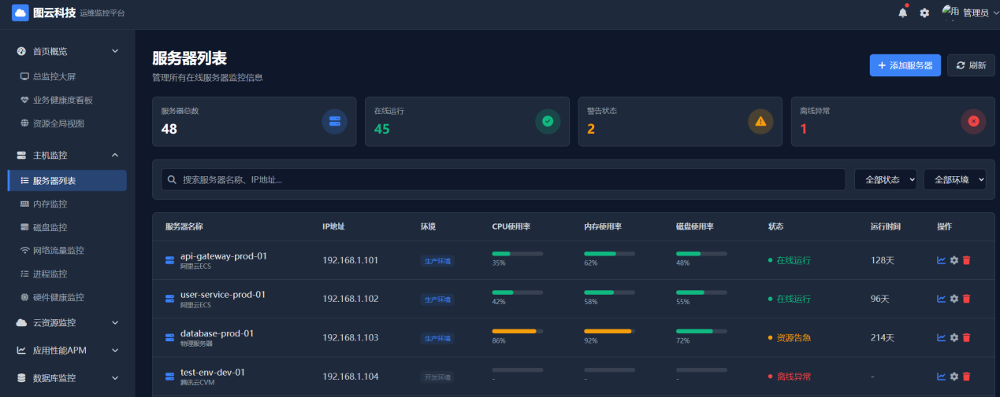 图云科技 运维监控平台
用 管理员
首页概览
总监控大屏
业务健康度看板
资源全局视图
主机监控
服务器列表
内存监控
磁盘监控
网络流量监控
进程监控
硬件健康监控
云资源监控
应用性能APM
数据库监控
服务器列表
管理所有在线服务器监控信息
添加服务器 刷新
服务器总数
48
在线运行
45
警告状态
2
离线异常
1
搜索服务器名称、IP地址... 全部状态 全部环境
服务器名称 IP地址 环境 CPU使用率 内存使用率 磁盘使用率 状态 运行时间 操作
api-gateway-prod-01
阿里云ECS
192.168.1.101 生产环境 35% 62% 48% 在线运行 128天
user-service-prod-01
阿里云ECS
192.168.1.102 生产环境 42% 58% 55% 在线运行 96天
database-prod-01
物理服务器
192.168.1.103 生产环境 86% 92% 72% 资源告急 214天
test-env-dev-01
腾讯云CVM
192.168.1.104 开发环境 - - - 离线异常 -